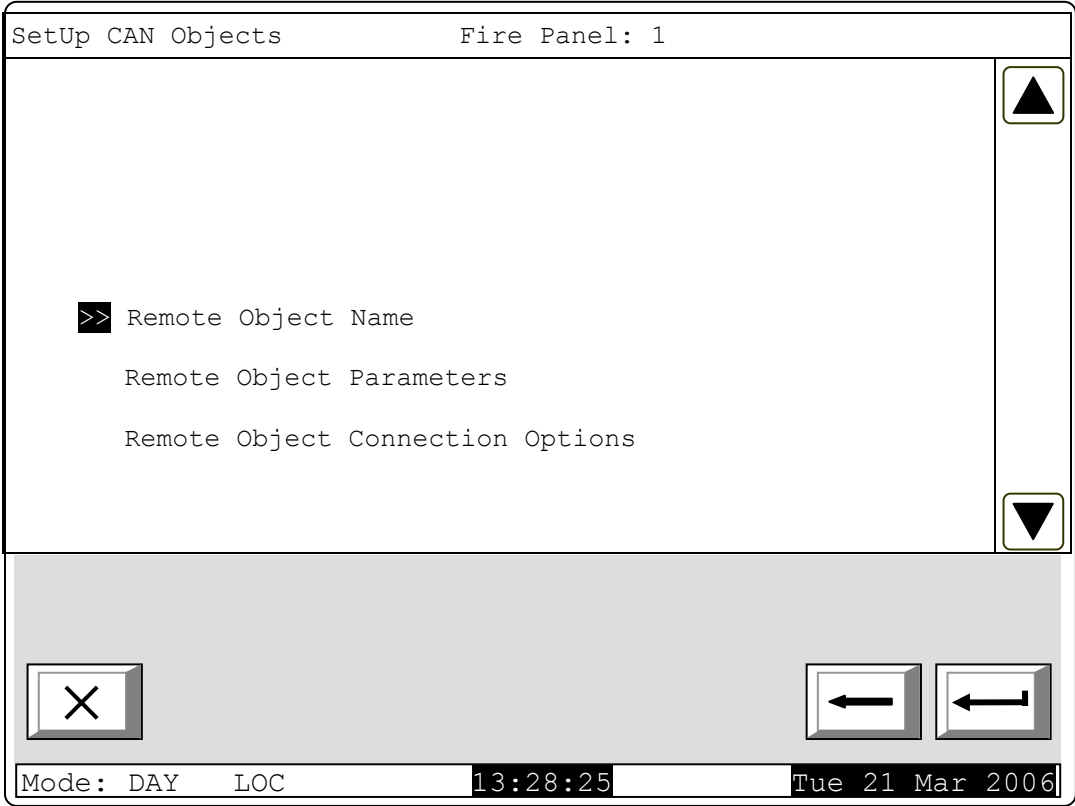 SetUp CAN Objects Fire Panel: 1
>> Remote Object Name
Remote Object Parameters
Remote Object Connection Options
Mode: DAY LOC 13:28:25 Tue 21 Mar 2006